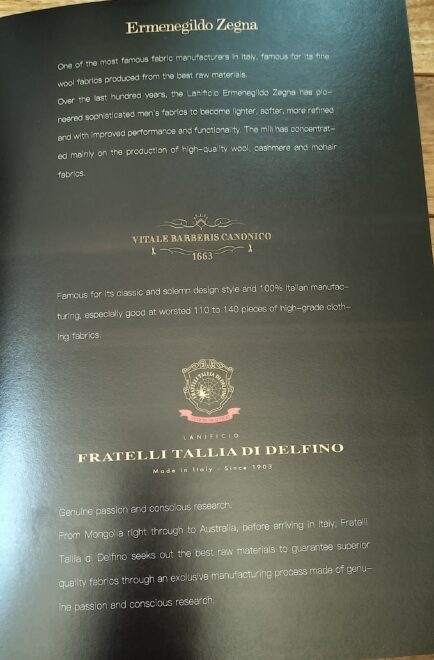 Ermenegildo Zegna
One of the most famous fabric manufacturers in Italy, famous for its fine
wool fabrics produced from the best raw materials.
Over the last hundred years, the Lanificio Ermenegildo Zegna has pio-
neered sophisticated men's fabrics to become lighter, softer, more refined
and with improved performance and functionality. The mill has concentrat-
ed mainly on the production of high-quality wool, cashmere and mohair
fabrics.
VITALE BARBERIS CANONICO
1663
Famous for its classic and solemn design style and 100% Italian manufac-
turing, especially good at worsted 110 to 140 pieces of high-grade cloth-
ing fabrics.
FRATELLI TALLIA DI DELFINO
LANIFICIO
FRATELLI TALLIA DI DELFINO
Made in Italy - Since 1903
Genuine passion and conscious research.
From Mongolia right through to Australia, before arriving in Italy, Fratelli
Tallia di Delfino seeks out the best raw materials to guarantee superior
quality fabrics through an exclusive manufacturing process made of genu-
ine passion and conscious research.